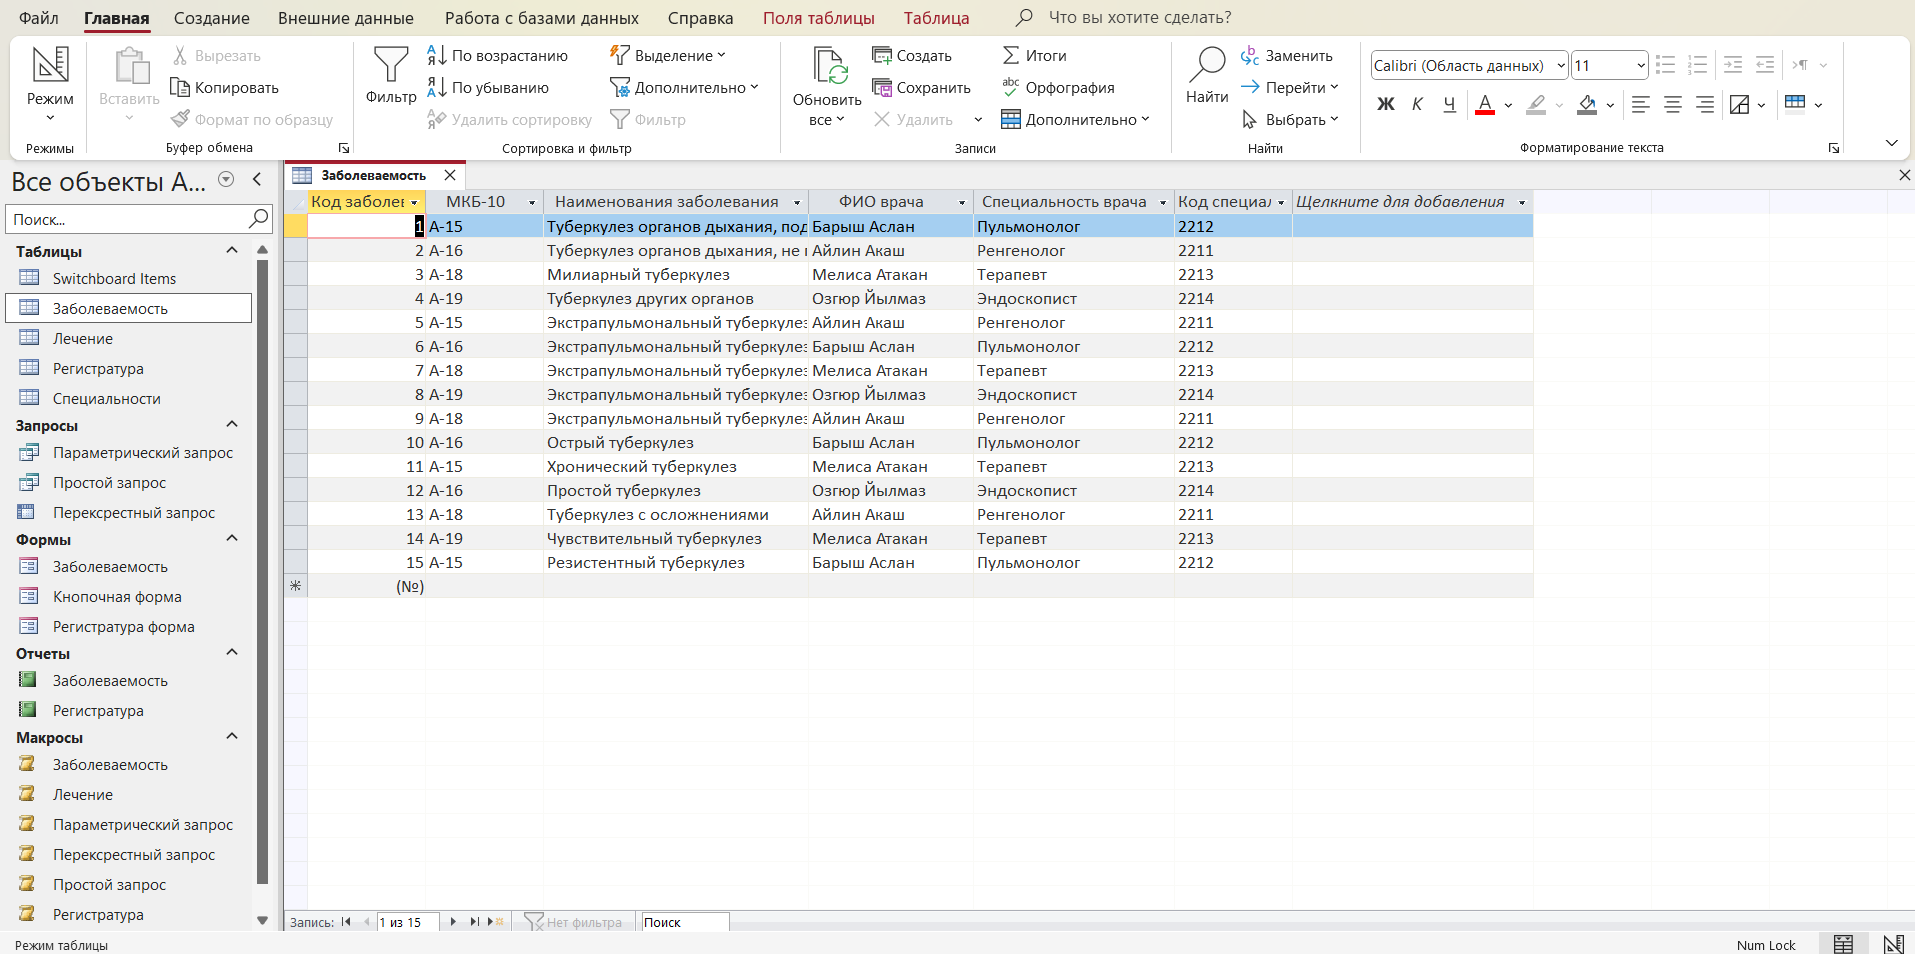 Файл Главная Создание Внешние данные Работа с базами данных Справка Поля таблицы Таблица Что вы хотите сделать?
Режим
Режимы
Вставить
Вырезать
Копировать
Формат по образцу
Буфер обмена
Фильтр
По возрастанию
По убыванию
Удалить сортировку
Выделение
Дополнительно
Фильтр
Сортировка и фильтр
Обновить
все
Создать
Сохранить
Удалить
Итоги
Орфография
Дополнительно
Записи
Найти
Заменить
Перейти
Выбрать
Найти
Calibri (Область данных) 11
Ж К Ч А
Форматирование текста
Все объекты A...
Поиск...
Таблицы
Switchboard Items
Заболеваемость
Лечение
Регистратура
Специальности
Запросы
Параметрический запрос
Простой запрос
Перексрестный запрос
Формы
Заболеваемость
Кнопочная форма
Регистратура форма
Отчеты
Заболеваемость
Регистратура
Макросы
Заболеваемость
Лечение
Параметрический запрос
Перексрестный запрос
Простой запрос
Регистратура
Заболеваемость
Код заболев МКБ-10 Наименования заболевания ФИО врача Специальность врача Код специал Щелкните для добавления
1 А-15 Туберкулез органов дыхания, под Барыш Аслан Пульмонолог 2212
2 А-16 Туберкулез органов дыхания, не Айлин Акаш Ренгенолог 2211
3 А-18 Милиарный туберкулез Мелиса Атакан Терапевт 2213
4 А-19 Туберкулез других органов Озгюр Йылмаз Эндоскопист 2214
5 А-15 Экстрапульмональный туберкулез Айлин Акаш Ренгенолог 2211
6 А-16 Экстрапульмональный туберкулез Барыш Аслан Пульмонолог 2212
7 А-18 Экстрапульмональный туберкулез Мелиса Атакан Терапевт 2213
8 А-19 Экстрапульмональный туберкулез Озгюр Йылмаз Эндоскопист 2214
9 А-18 Экстрапульмональный туберкулез Айлин Акаш Ренгенолог 2211
10 А-16 Острый туберкулез Барыш Аслан Пульмонолог 2212
11 А-15 Хронический туберкулез Мелиса Атакан Терапевт 2213
12 А-16 Простой туберкулез Озгюр Йылмаз Эндоскопист 2214
13 А-18 Туберкулез с осложнениями Айлин Акаш Ренгенолог 2211
14 А-19 Чувствительный туберкулез Мелиса Атакан Терапевт 2213
15 А-15 Резистентный туберкулез Барыш Аслан Пульмонолог 2212
(№)
Запись: 1 из 15 Нет фильтра Поиск
Режим таблицы Num Lock